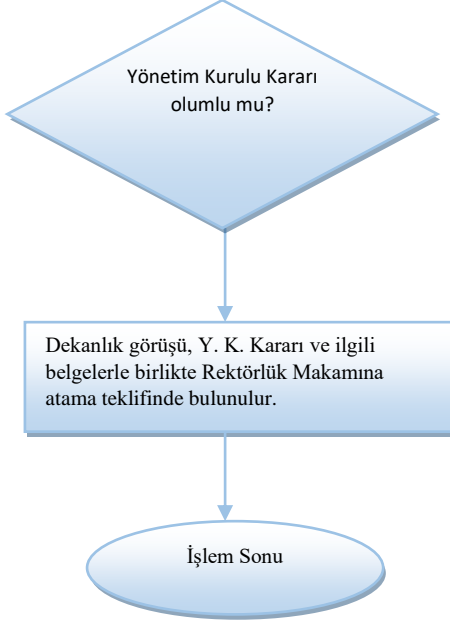 Yönetim Kurulu Kararı
olumlu mu?
Dekanlık görüşü, Y. K. Kararı ve ilgili
belgelerle birlikte Rektörlük Makamına
atama teklifinde bulunulur.
İşlem Sonu